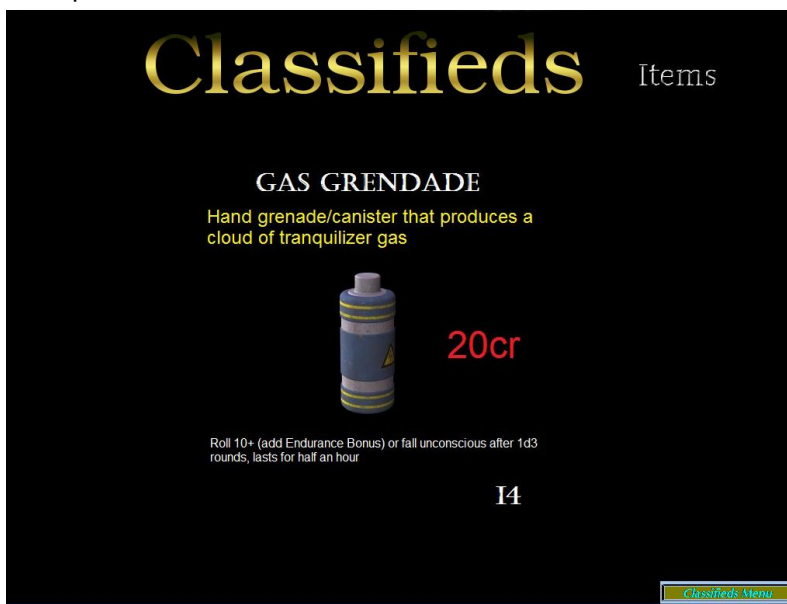 Classifieds
Items
GAS GRENDADE
Hand grenade/canister that produces a
cloud of tranquilizer gas
20cr
Roll 10+ (add Endurance Bonus) or fall unconscious after 1d3
rounds, lasts for half an hour
I4
Classifieds Menu